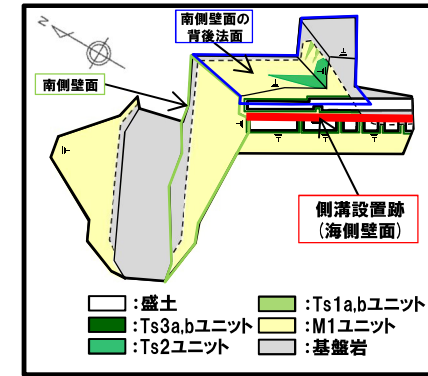 N
南側壁面の
背後法面
南側壁面
側溝設置跡
(海側壁面)
:盛土
:Ts1a,bユニット
:Ts3a,bユニット
:M1ユニット
:Ts2ユニット
:基盤岩